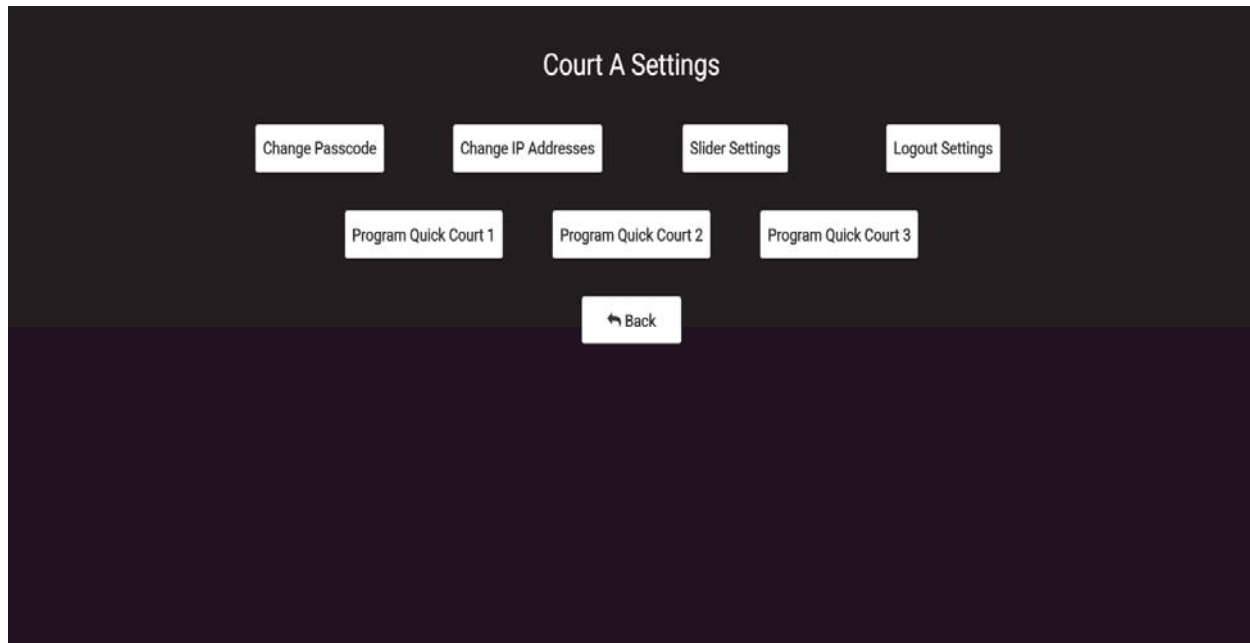 Court A Settings
Change Passcode Change IP Addresses Slider Settings Logout Settings
Program Quick Court 1 Program Quick Court 2 Program Quick Court 3
Back